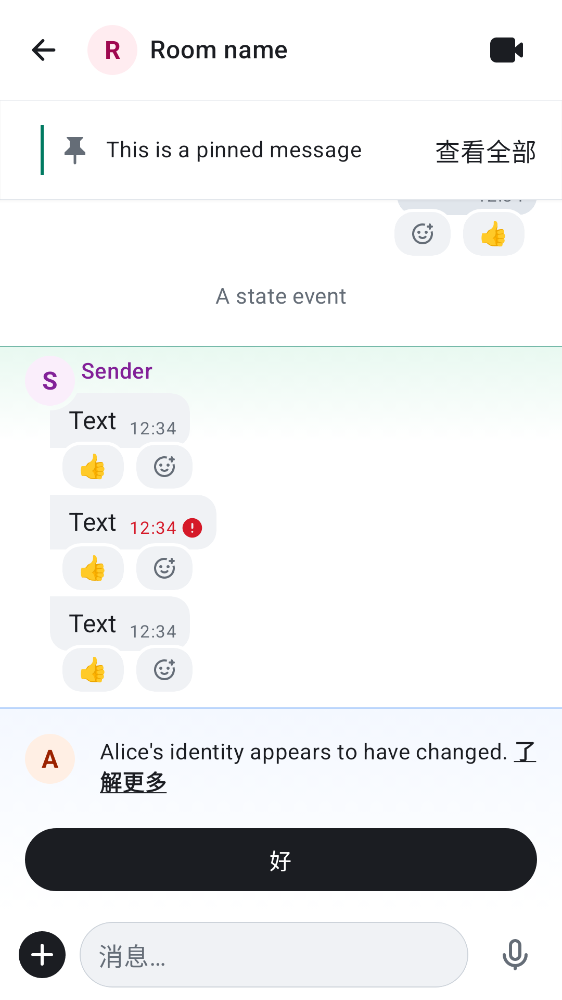 R Room name
This is a pinned message 查看全部
A state event
S Sender
Text 12:34
👍
Text 12:34
👍
Text 12:34
👍
A Alice's identity appears to have changed. 了
解更多
好
消息…